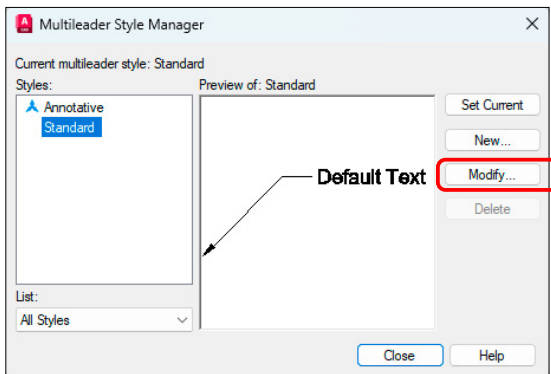 Multileader Style Manager
Current multileader style: Standard
Styles:
Preview of: Standard
Annotative
Standard
Default Text
Set Current
New...
Modify...
Delete
List:
All Styles
Close
Help